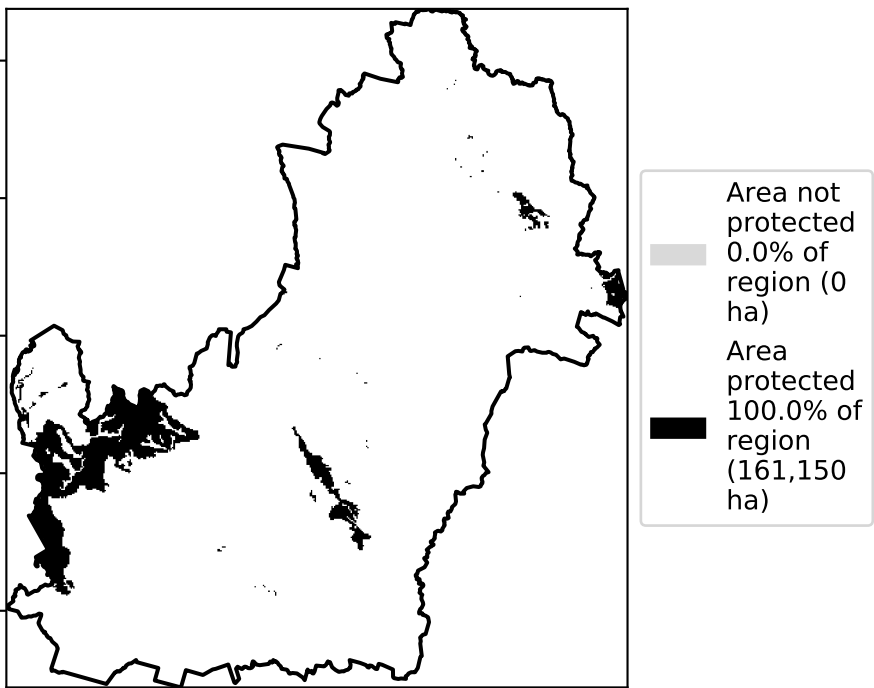 Area not
protected
0.0% of
region (0
ha)
Area
protected
100.0% of
region
(161,150
ha)